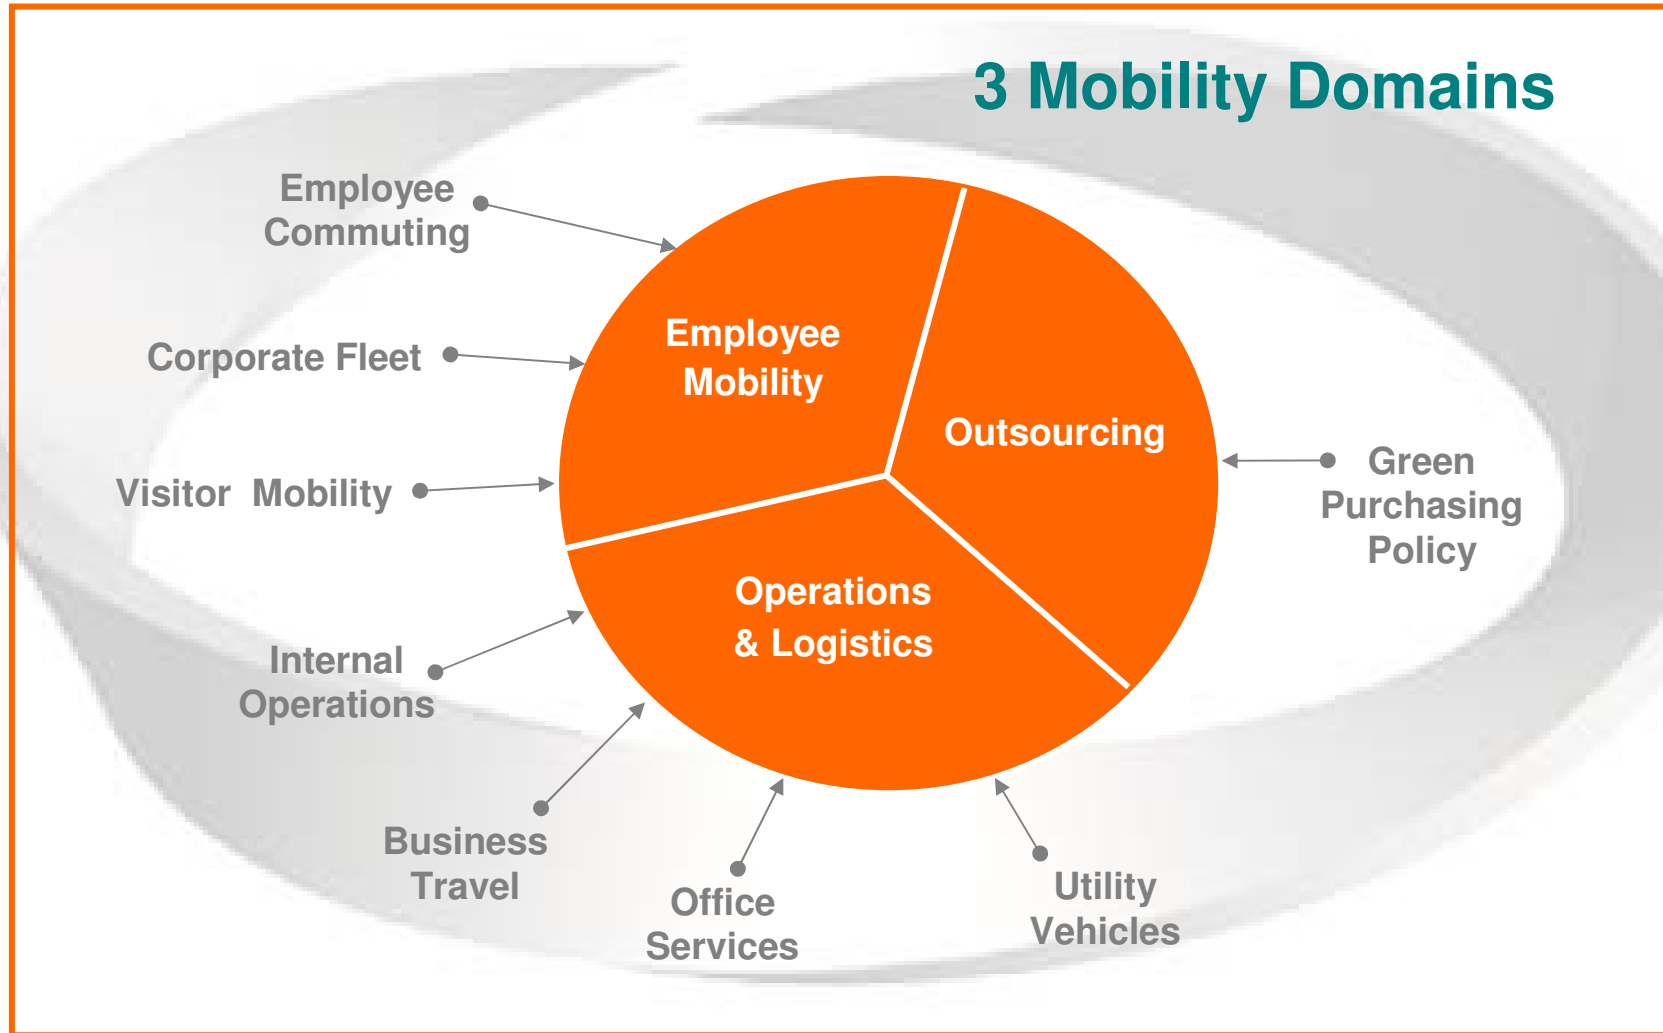 3 Mobility Domains
Employee
Commuting
Corporate Fleet
Visitor Mobility
Internal
Operations
Business
Travel
Office
Services
Utility
Vehicles
Green
Purchasing
Policy
Employee
Mobility
Outsourcing
Operations
& Logistics